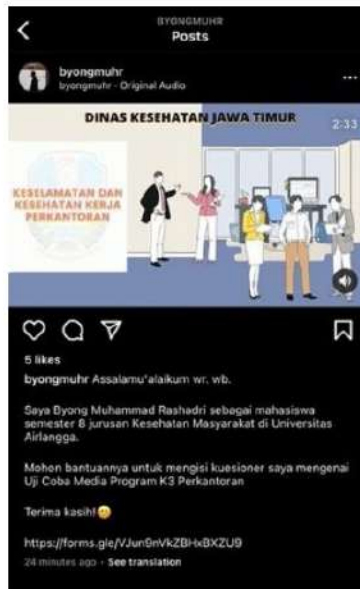 BYONGMUHR
Posts
byongmuhr
byongmuhr · Original Audio
DINAS KESEHATAN JAWA TIMUR
2:33
KESELAMATAN DAN
KESEHATAN KERJA
PERKANTORAN
5 likes
byongmuhr Assalamu'alaikum wr. wb.
Saya Byong Muhammad Rashadri sebagai mahasiswa
semester 8 jurusan Kesehatan Masyarakat di Universitas
Airlangga.
Mohon bantuannya untuk mengisi kuesioner saya mengenai
Uji Coba Media Program K3 Perkantoran
Terima kasih!
https://forms.gle/VJun9nVkZBHxBXZU9
24 minutes ago · See translation